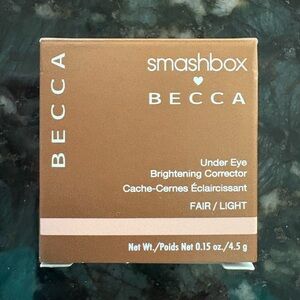 BECCA
smashbox
BECCA
Under Eye
Brightening Corrector
Cache-Cernes Éclaircissant
FAIR / LIGHT
Net Wt./Poids Net 0.15 oz./4.5 g